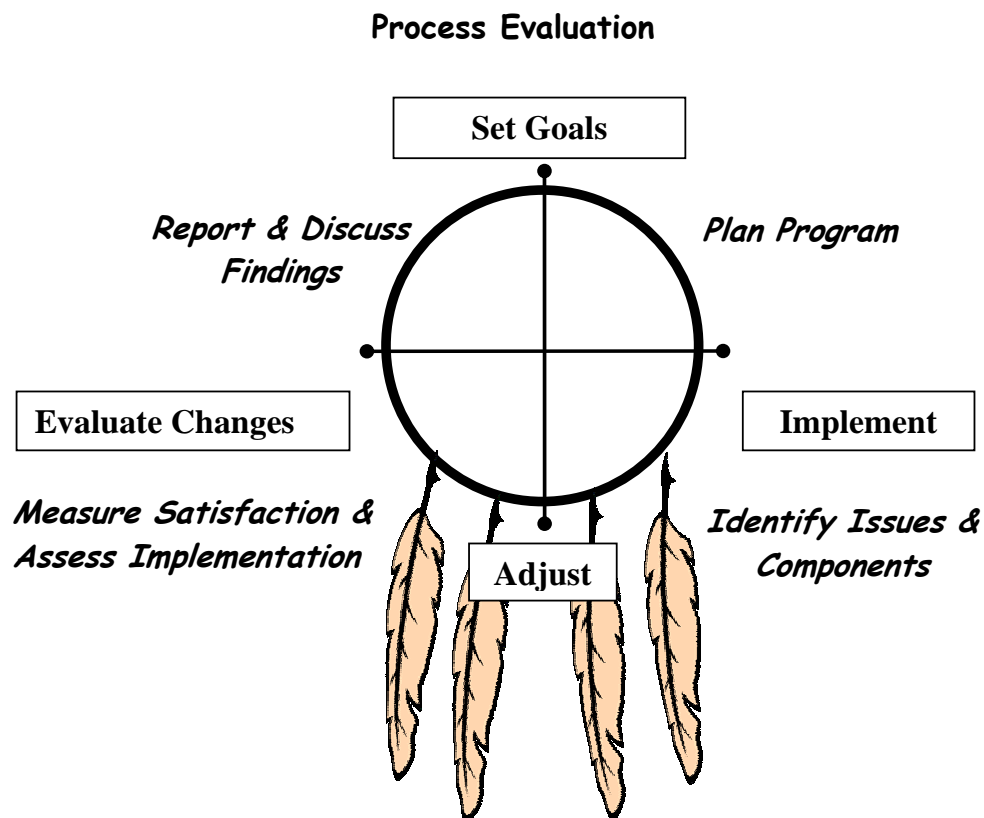 Process Evaluation
Set Goals
Report & Discuss
Findings
Plan Program
Evaluate Changes
Implement
Measure Satisfaction &
Assess Implementation
Identify Issues &
Components
Adjust